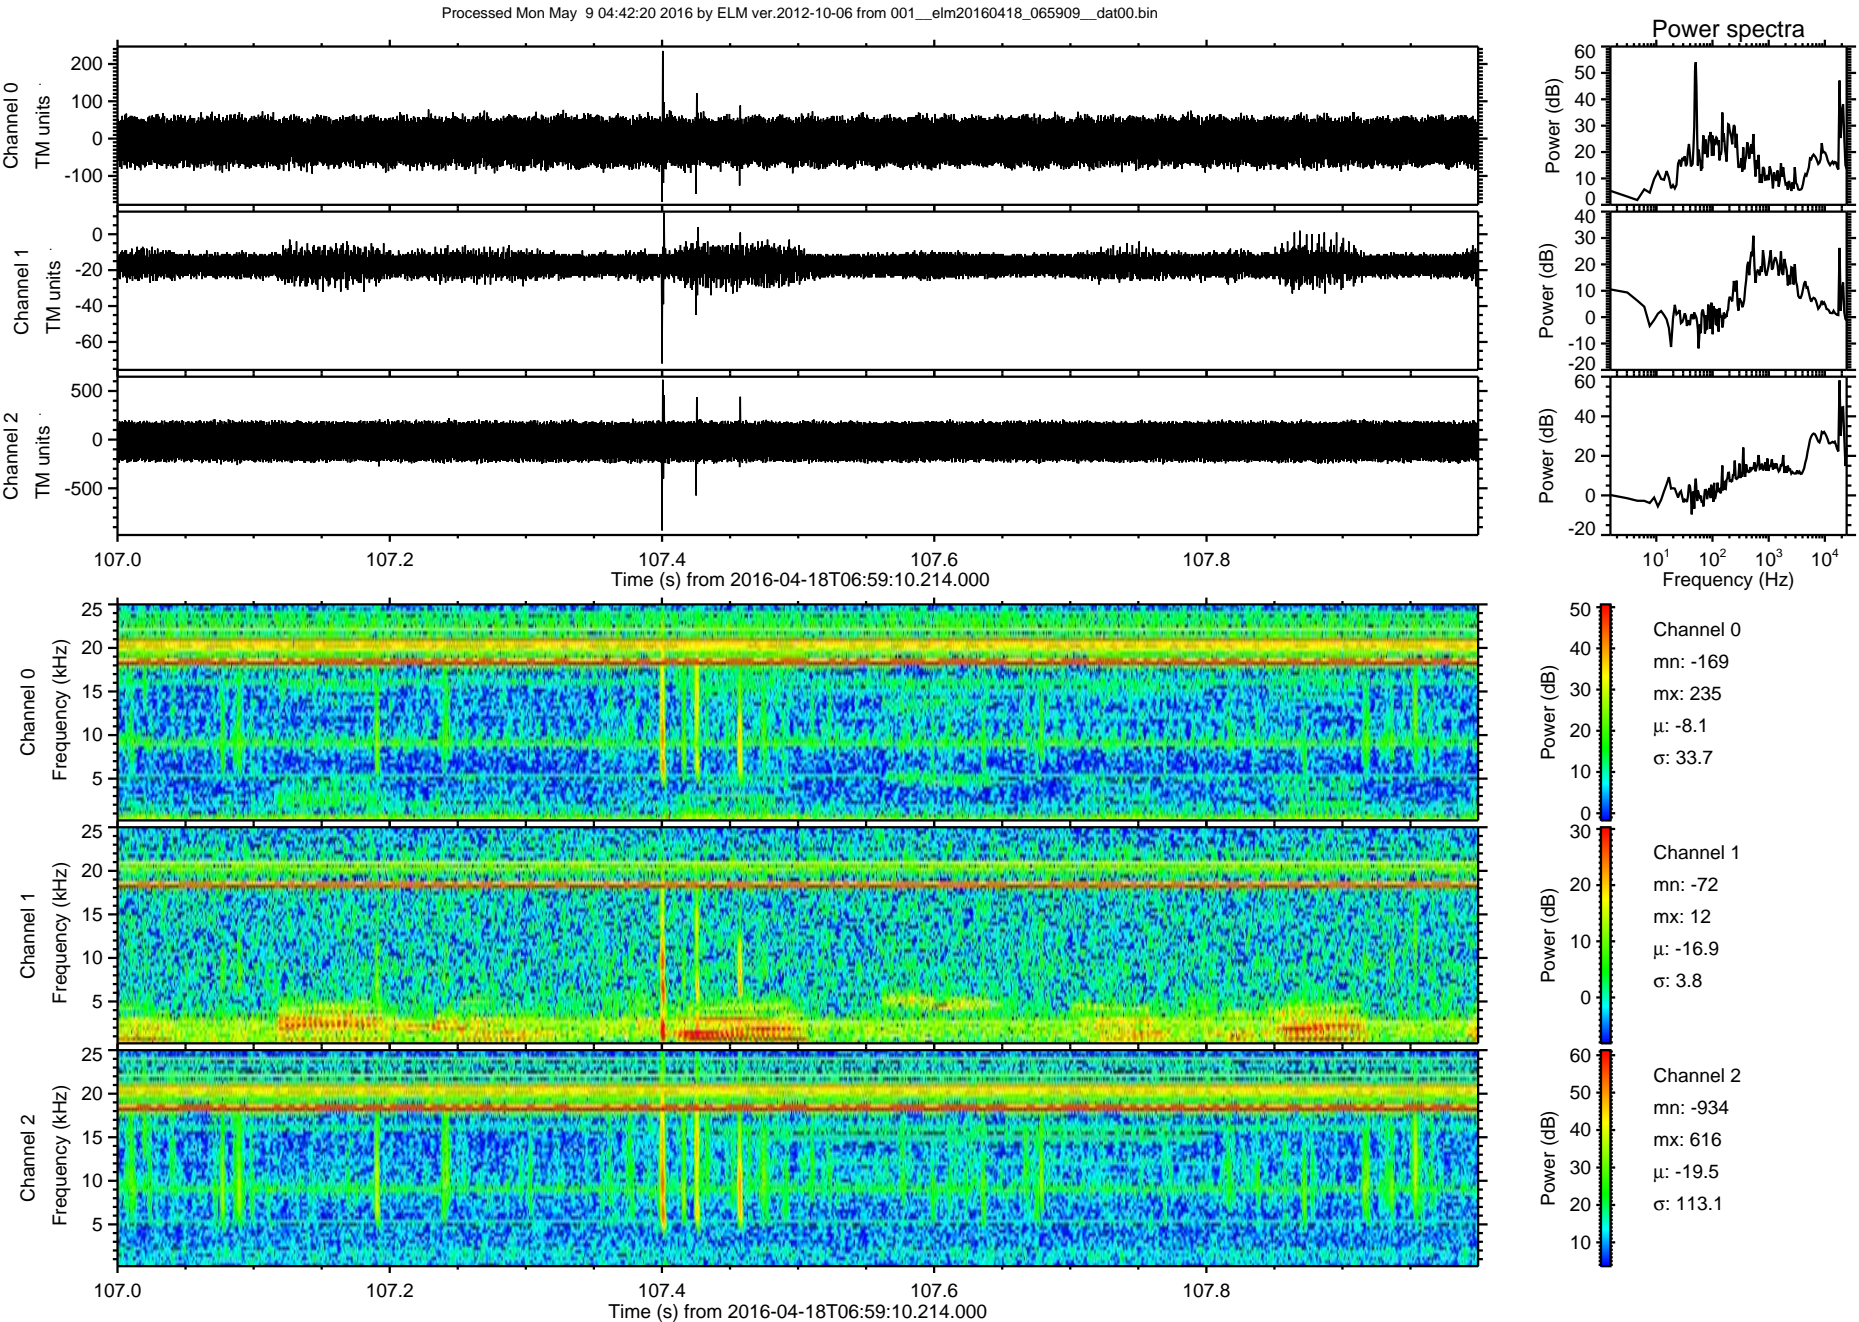 Processed Mon May  9 04:42:20 2016 by ELM ver.2012-10-06 from 001__elm20160418_065909__dat00.bin
Power spectra
Channel 0
TM units
200
100
0
-100
Power (dB)
60
50
40
30
20
10
0
Channel 1
TM units
0
-20
-40
-60
Power (dB)
40
30
20
10
0
-10
-20
Channel 2
TM units
500
0
-500
Power (dB)
60
40
20
0
-20
107.0 107.2 107.4 107.6 107.8
Time (s) from 2016-04-18T06:59:10.214.000
10^1 10^2 10^3 10^4
Frequency (Hz)
Channel 0
Frequency (kHz)
25
20
15
10
5
Power (dB)
50
40
30
20
10
0
Channel 0
mn: -169
mx: 235
μ: -8.1
σ: 33.7
Channel 1
Frequency (kHz)
25
20
15
10
5
Power (dB)
30
20
10
0
Channel 1
mn: -72
mx: 12
μ: -16.9
σ: 3.8
Channel 2
Frequency (kHz)
25
20
15
10
5
Power (dB)
60
50
40
30
20
10
Channel 2
mn: -934
mx: 616
μ: -19.5
σ: 113.1
107.0 107.2 107.4 107.6 107.8
Time (s) from 2016-04-18T06:59:10.214.000